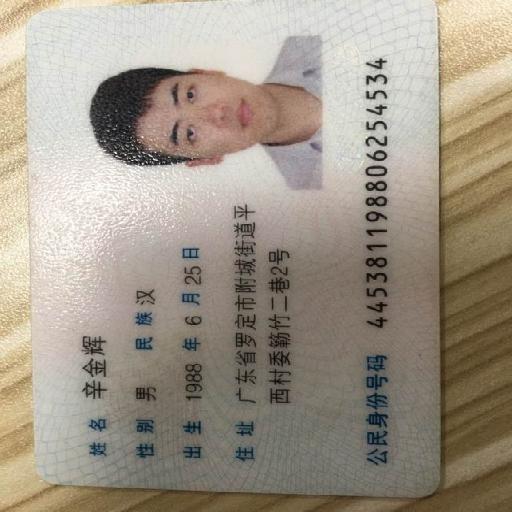 姓名 辛金辉
性别 男 民族 汉
出生 1988 年 6 月 25 日
住址 广东省罗定市附城街道平
西村委簕竹二巷2号
公民身份号码 445381198806254534